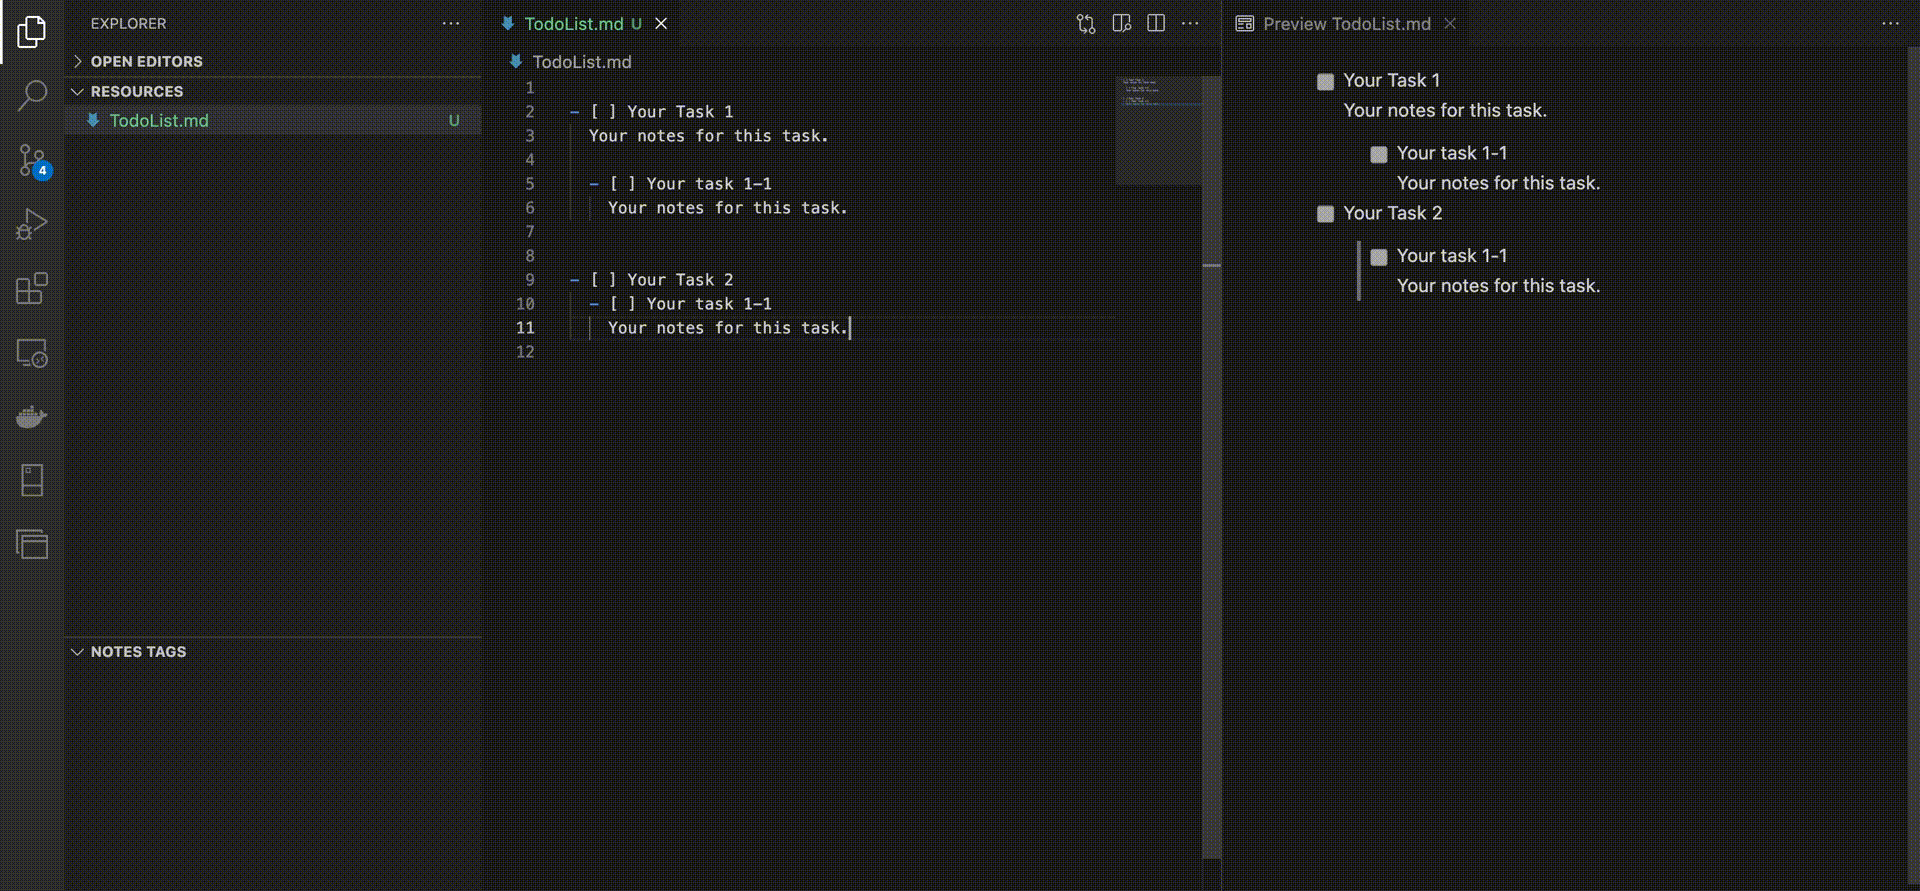 EXPLORER
OPEN EDITORS
RESOURCES
TodoList.md U
4
NOTES TAGS
TodoList.md U
TodoList.md
1
2 - [ ] Your Task 1
3 Your notes for this task.
4
5 - [ ] Your task 1-1
6 Your notes for this task.
7
8
9 - [ ] Your Task 2
10 - [ ] Your task 1-1
11 Your notes for this task.
12
Preview TodoList.md
Your Task 1
Your notes for this task.
Your task 1-1
Your notes for this task.
Your Task 2
Your task 1-1
Your notes for this task.